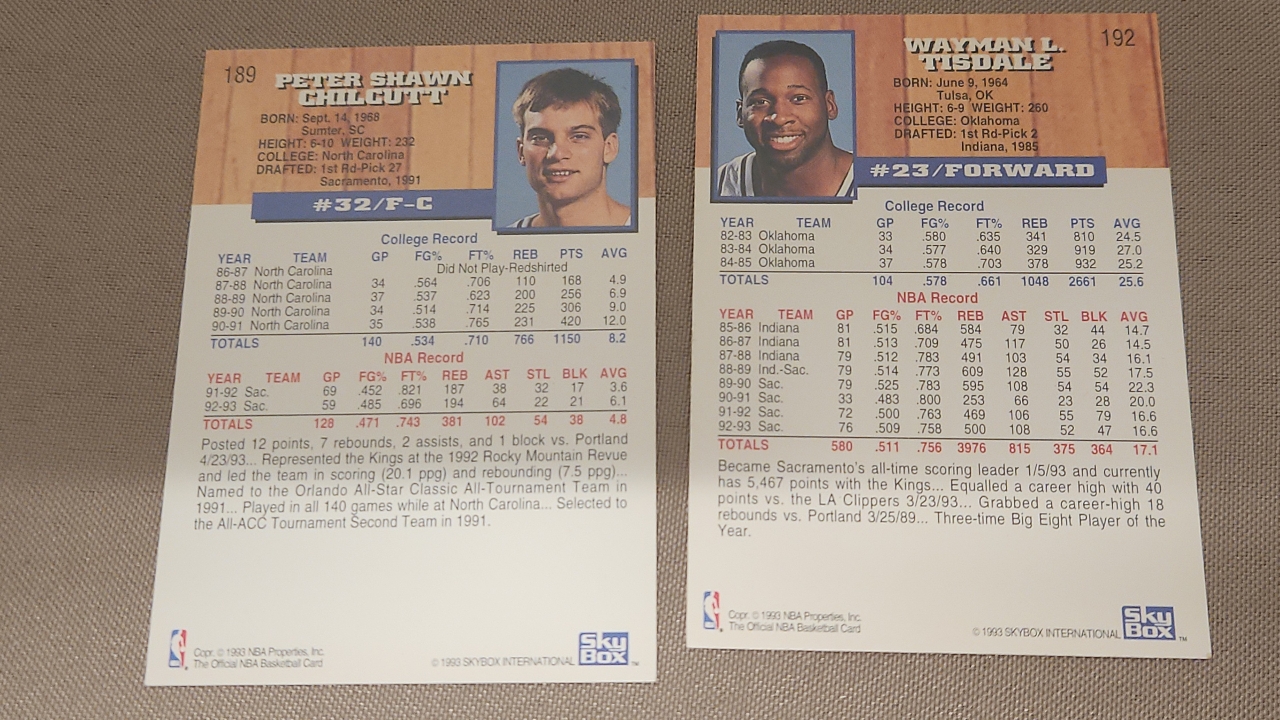 189
PETER SHAWN
CHILCUTT
BORN: Sept. 14, 1968
Sumter, SC
HEIGHT: 6-10 WEIGHT: 232
COLLEGE: North Carolina
DRAFTED: 1st Rd-Pick 27
Sacramento, 1991
#32/F-C
College Record
YEAR TEAM GP FG% FT% REB PTS AVG
86-87 North Carolina Did Not Play-Redshirted
87-88 North Carolina 34 .564 .706 110 168 4.9
88-89 North Carolina 37 .537 .623 200 256 6.9
89-90 North Carolina 34 .514 .714 225 306 9.0
90-91 North Carolina 35 .538 .765 231 420 12.0
TOTALS 140 .534 .710 766 1150 8.2
NBA Record
YEAR TEAM GP FG% FT% REB AST STL BLK AVG
91-92 Sac. 69 .452 .821 187 38 32 17 3.6
92-93 Sac. 59 .485 .696 194 64 22 21 6.1
TOTALS 128 .471 .743 381 102 54 38 4.8
Posted 12 points, 7 rebounds, 2 assists, and 1 block vs. Portland
4/23/93... Represented the Kings at the 1992 Rocky Mountain Revue
and led the team in scoring (20.1 ppg) and rebounding (7.5 ppg)...
Named to the Orlando All-Star Classic All-Tournament Team in
1991... Played in all 140 games while at North Carolina... Selected to
the All-ACC Tournament Second Team in 1991.
Copr. © 1993 NBA Properties, Inc.
The Official NBA Basketball Card
© 1993 SKYBOX INTERNATIONAL
Sky
Box ™
192
WAYMAN L.
TISDALE
BORN: June 9, 1964
Tulsa, OK
HEIGHT: 6-9 WEIGHT: 260
COLLEGE: Oklahoma
DRAFTED: 1st Rd-Pick 2
Indiana, 1985
#23/FORWARD
College Record
YEAR TEAM GP FG% FT% REB PTS AVG
82-83 Oklahoma 33 .580 .635 341 810 24.5
83-84 Oklahoma 34 .577 .640 329 919 27.0
84-85 Oklahoma 37 .578 .703 378 932 25.2
TOTALS 104 .578 .661 1048 2661 25.6
NBA Record
YEAR TEAM GP FG% FT% REB AST STL BLK AVG
85-86 Indiana 81 .515 .684 584 79 32 44 14.7
86-87 Indiana 81 .513 .709 475 117 50 26 14.5
87-88 Indiana 79 .512 .783 491 103 54 34 16.1
88-89 Ind.-Sac. 79 .514 .773 609 128 55 52 17.5
89-90 Sac. 79 .525 .783 595 108 54 54 22.3
90-91 Sac. 33 .483 .800 253 66 23 28 20.0
91-92 Sac. 72 .500 .763 469 106 55 79 16.6
92-93 Sac. 76 .509 .758 500 108 52 47 16.6
TOTALS 580 .511 .756 3976 815 375 364 17.1
Became Sacramento's all-time scoring leader 1/5/93 and currently
has 5,467 points with the Kings... Equalled a career high with 40
points vs. the LA Clippers 3/23/93... Grabbed a career-high 18
rebounds vs. Portland 3/25/89... Three-time Big Eight Player of the
Year.
Copr. © 1993 NBA Properties, Inc.
The Official NBA Basketball Card
© 1993 SKYBOX INTERNATIONAL
Sky
Box ™